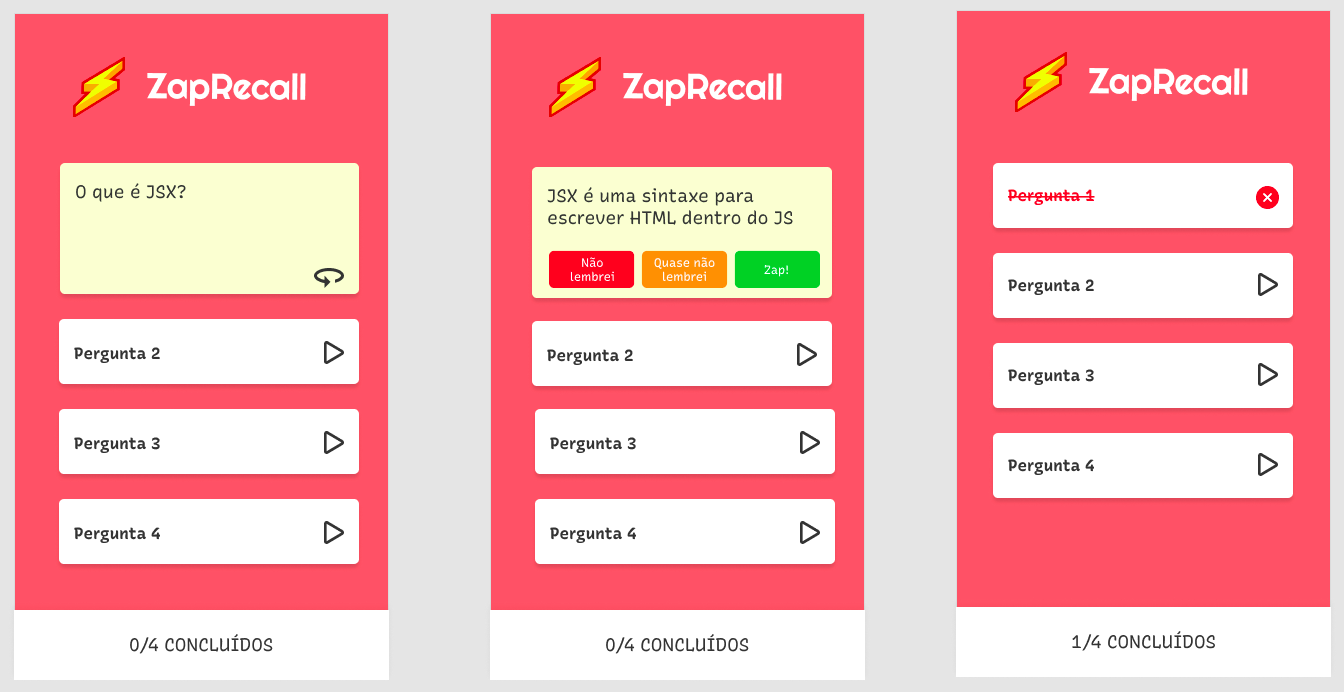 ZapRecall
O que é JSX?
Pergunta 2
Pergunta 3
Pergunta 4
0/4 CONCLUÍDOS
ZapRecall
JSX é uma sintaxe para
escrever HTML dentro do JS
Não
lembrei
Quase não
lembrei
Zap!
Pergunta 2
Pergunta 3
Pergunta 4
0/4 CONCLUÍDOS
ZapRecall
Pergunta 1
Pergunta 2
Pergunta 3
Pergunta 4
1/4 CONCLUÍDOS